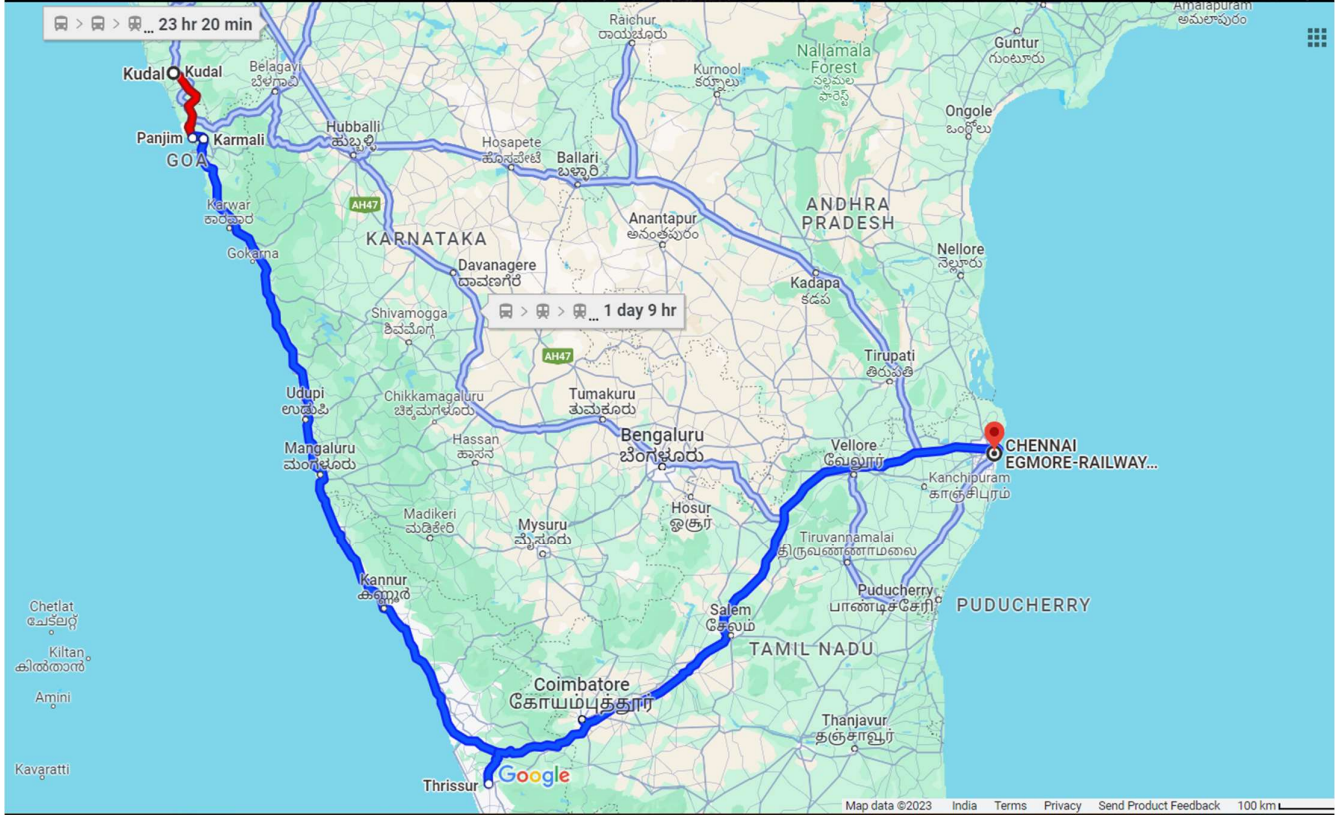 23 hr 20 min
Amalapuram
అమలాపురం
Raichur
ರಾಯಚೂರು
Guntur
గుంటూరు
Nallamala
Forest
నల్లమల
ఫారెస్ట్
Kudal
Kudal
Belagavi
ಬೆಳಗಾವಿ
Kurnool
కర్నూలు
Ongole
ఒంగోలు
Panjim
Karmali
GOA
Hubballi
ಹುಬ್ಬಳ್ಳಿ
Hosapete
ಹೊಸಪೇಟೆ
Ballari
ಬಳ್ಳಾರಿ
AH47
Karwar
ಕಾರವಾರ
ANDHRA
PRADESH
Anantapur
అనంతపురం
KARNATAKA
Gokarna
Nellore
నెల్లూరు
Davanagere
ದಾವಣಗೆರೆ
Kadapa
కడప
Shivamogga
ಶಿವಮೊಗ್ಗ
1 day 9 hr
AH47
Tirupati
తిరుపతి
Udupi
ಉಡುಪಿ
Chikkamagaluru
ಚಿಕ್ಕಮಗಳೂರು
Tumakuru
ತುಮಕೂರು
Hassan
ಹಾಸನ
Bengaluru
ಬೆಂಗಳೂರು
Mangaluru
ಮಂಗಳೂರು
Vellore
வேலூர்
CHENNAI
EGMORE-RAILWAY...
Kanchipuram
காஞ்சிபுரம்
Madikeri
ಮಡಿಕೇರಿ
Hosur
ஓசூர்
Mysuru
ಮೈಸೂರು
Tiruvannamalai
திருவண்ணாமலை
Kannur
കണ്ണൂർ
Puducherry
பாண்டிச்சேரி
PUDUCHERRY
Chetlat
ചേട്ലറ്റ്
Salem
சேலம்
TAMIL NADU
Kiltan
കിൽതാൻ
Amini
Coimbatore
கோயம்புத்தூர்
Thanjavur
தஞ்சாவூர்
Kavaratti
Thrissur
Google
Map data ©2023 India Terms Privacy Send Product Feedback 100 km